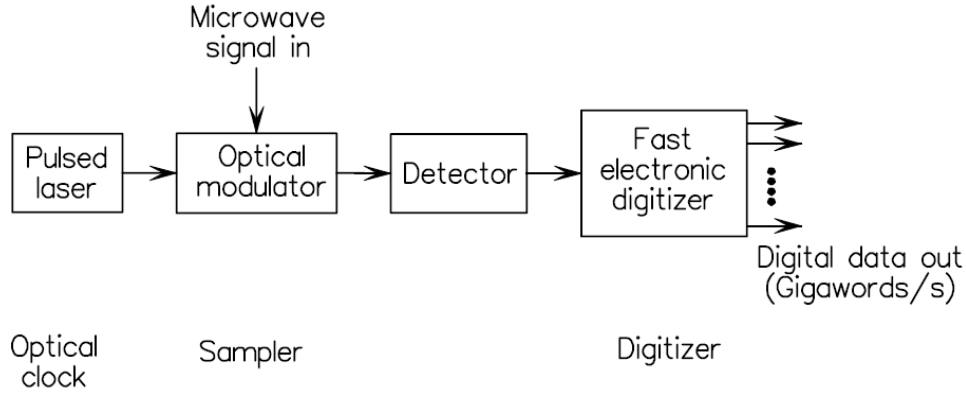 Microwave
signal in
Pulsed
laser
Optical
modulator
Detector
Fast
electronic
digitizer
Digital data out
(Gigawords/s)
Optical
clock
Sampler
Digitizer